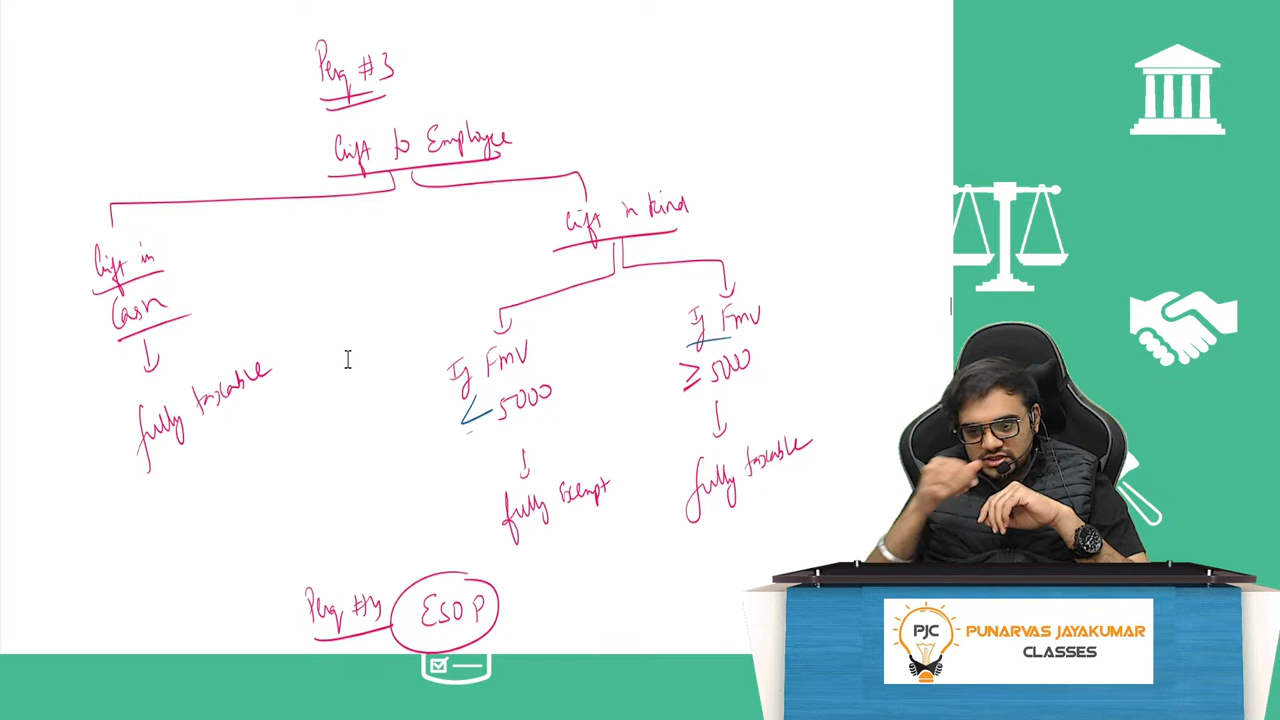 Perq #3
Gift to Employee
Gift in
Cash
fully taxable
Gift in kind
If FMV
< 5000
fully Exempt
If FMV
≥ 5000
fully taxable
Perq #4 ESOP
PJC
PUNARVAS JAYAKUMAR
CLASSES